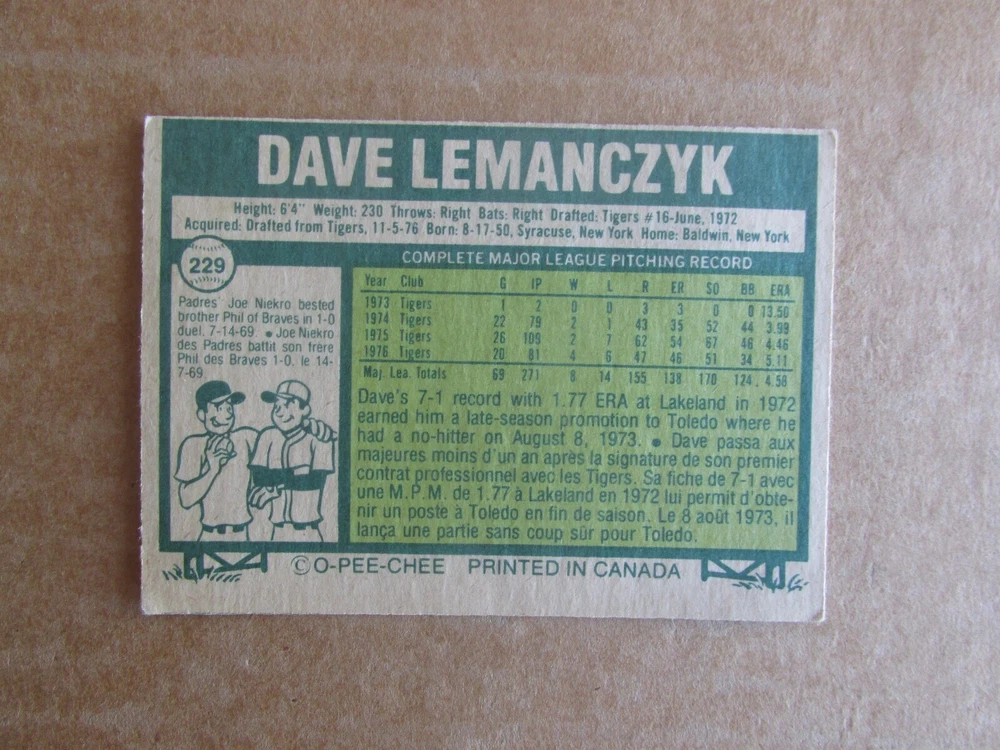 DAVE LEMANCZYK
Height: 6'4" Weight: 230 Throws: Right Bats: Right Drafted: Tigers #16-June, 1972
Acquired: Drafted from Tigers, 11-5-76 Born: 8-17-50, Syracuse, New York Home: Baldwin, New York
229
COMPLETE MAJOR LEAGUE PITCHING RECORD
Padres' Joe Niekro bested
brother Phil of Braves in 1-0
duel, 7-14-69. • Joe Niekro
des Padres battit son frère
Phil des Braves 1-0, le 14-
7-69.
Year Club G IP W L R ER SO BB ERA
1973 Tigers 1 2 0 0 3 3 0 0 13.50
1974 Tigers 22 79 2 1 43 35 52 44 3.99
1975 Tigers 26 109 2 7 62 54 67 46 4.46
1976 Tigers 20 81 4 6 47 46 51 34 5.11
Maj. Lea. Totals 69 271 8 14 155 138 170 124 4.58
Dave's 7-1 record with 1.77 ERA at Lakeland in 1972
earned him a late-season promotion to Toledo where he
had a no-hitter on August 8, 1973. • Dave passa aux
majeures moins d'un an après la signature de son premier
contrat professionnel avec les Tigers. Sa fiche de 7-1 avec
une M.P.M. de 1.77 à Lakeland en 1972 lui permit d'obte-
nir un poste à Toledo en fin de saison. Le 8 août 1973, il
lança une partie sans coup sûr pour Toledo.
© O-PEE-CHEE PRINTED IN CANADA